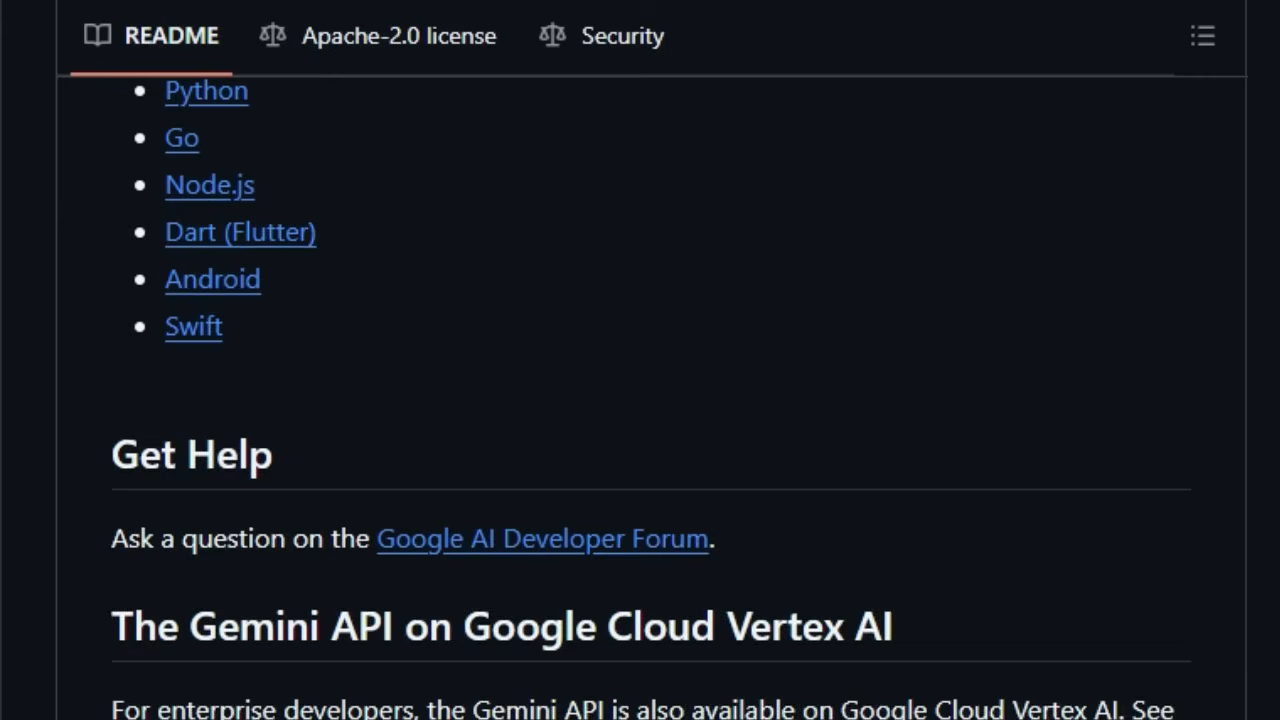 README
Apache-2.0 license
Security
Python
Go
Node.js
Dart (Flutter)
Android
Swift
Get Help
Ask a question on the Google AI Developer Forum.
The Gemini API on Google Cloud Vertex AI
For enterprise developers, the Gemini API is also available on Google Cloud Vertex AI. See